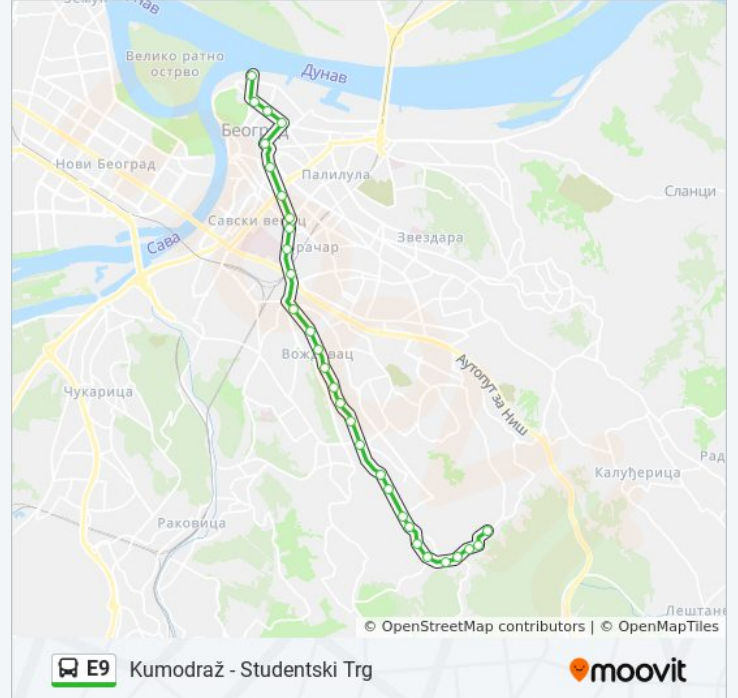 Дунав
Велико ратно
острво
Дунав
Београд
Нови Београд
Палилула
Сланци
Савски венац
Сава
Врачар
Звездара
Вождовац
Аутопут за Ниш
Чукарица
Калуђерица
Раковица
Лештане
© OpenStreetMap contributors | © OpenMapTiles
E9 Kumodraž - Studentski Trg
moovit